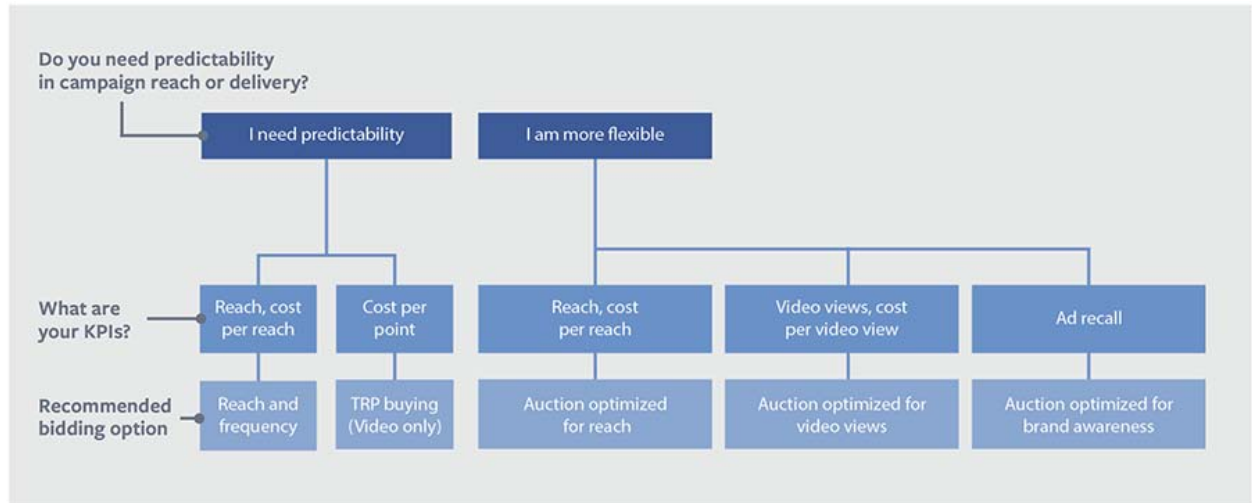 Do you need predictability
in campaign reach or delivery?
I need predictability
I am more flexible
What are
your KPIs?
Reach, cost
per reach
Cost per
point
Reach, cost
per reach
Video views, cost
per video view
Ad recall
Recommended
bidding option
Reach and
frequency
TRP buying
(Video only)
Auction optimized
for reach
Auction optimized for
video views
Auction optimized for
brand awareness